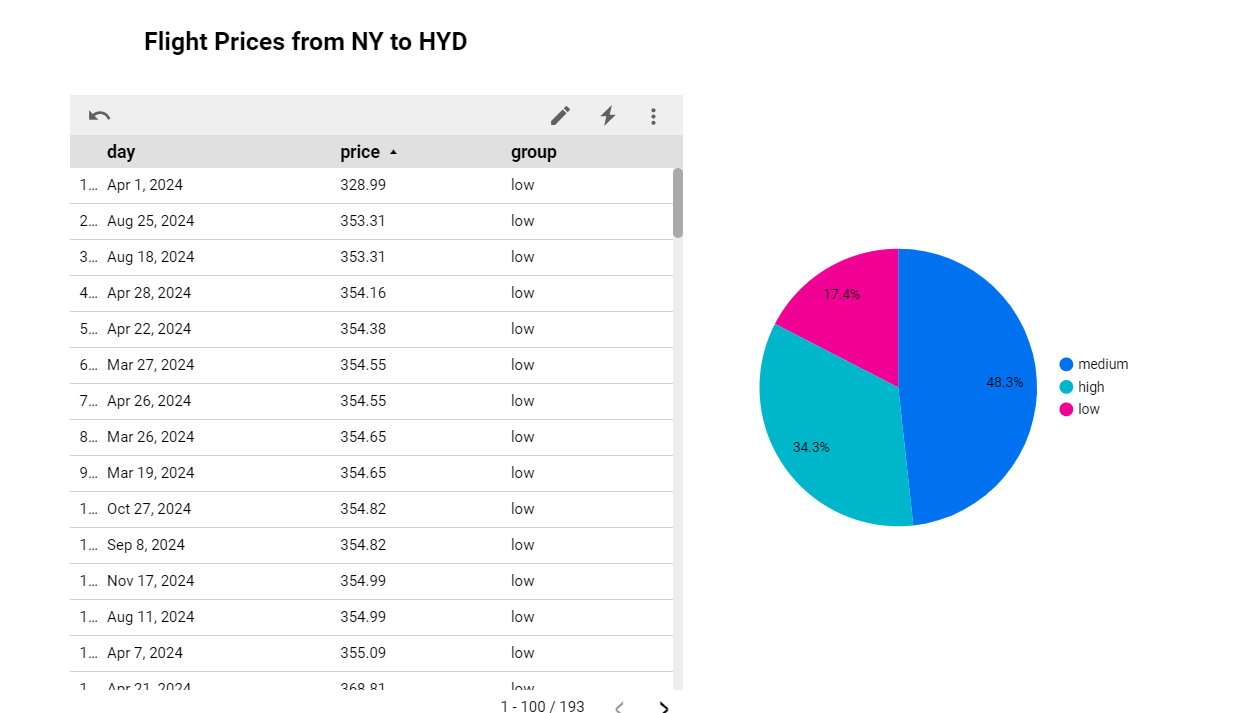 Flight Prices from NY to HYD
day price group
1... Apr 1, 2024 328.99 low
2... Aug 25, 2024 353.31 low
3... Aug 18, 2024 353.31 low
4... Apr 28, 2024 354.16 low
5... Apr 22, 2024 354.38 low
6... Mar 27, 2024 354.55 low
7... Apr 26, 2024 354.55 low
8... Mar 26, 2024 354.65 low
9... Mar 19, 2024 354.65 low
1... Oct 27, 2024 354.82 low
1... Sep 8, 2024 354.82 low
1... Nov 17, 2024 354.99 low
1... Aug 11, 2024 354.99 low
1... Apr 7, 2024 355.09 low
1... Apr 21, 2024 368.81 low
1 - 100 / 193
17.4%
48.3%
34.3%
medium
high
low